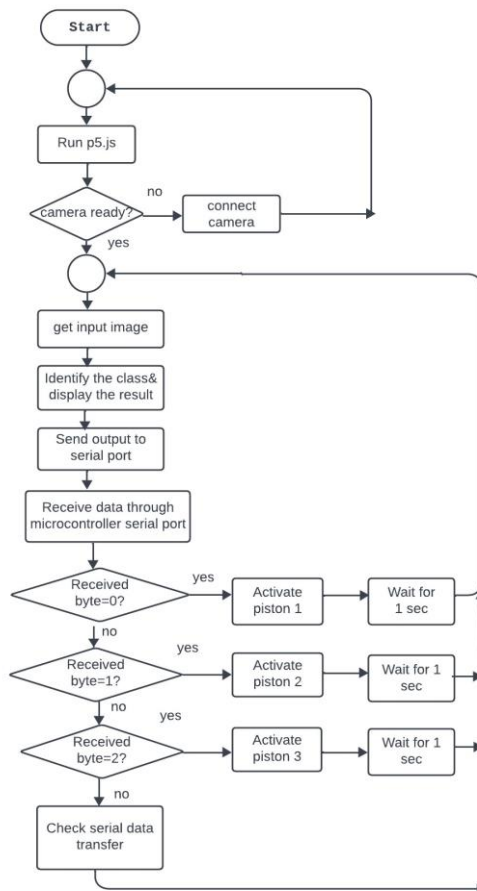 Start
Run p5.js
camera ready?
no
connect
camera
yes
get input image
Identify the class&
display the result
Send output to
serial port
Receive data through
microcontroller serial port
Received
byte=0?
yes
Activate
piston 1
Wait for
1 sec
no
Received
byte=1?
yes
Activate
piston 2
Wait for 1
sec
no
Received
byte=2?
yes
Activate
piston 3
Wait for 1
sec
no
Check serial data
transfer